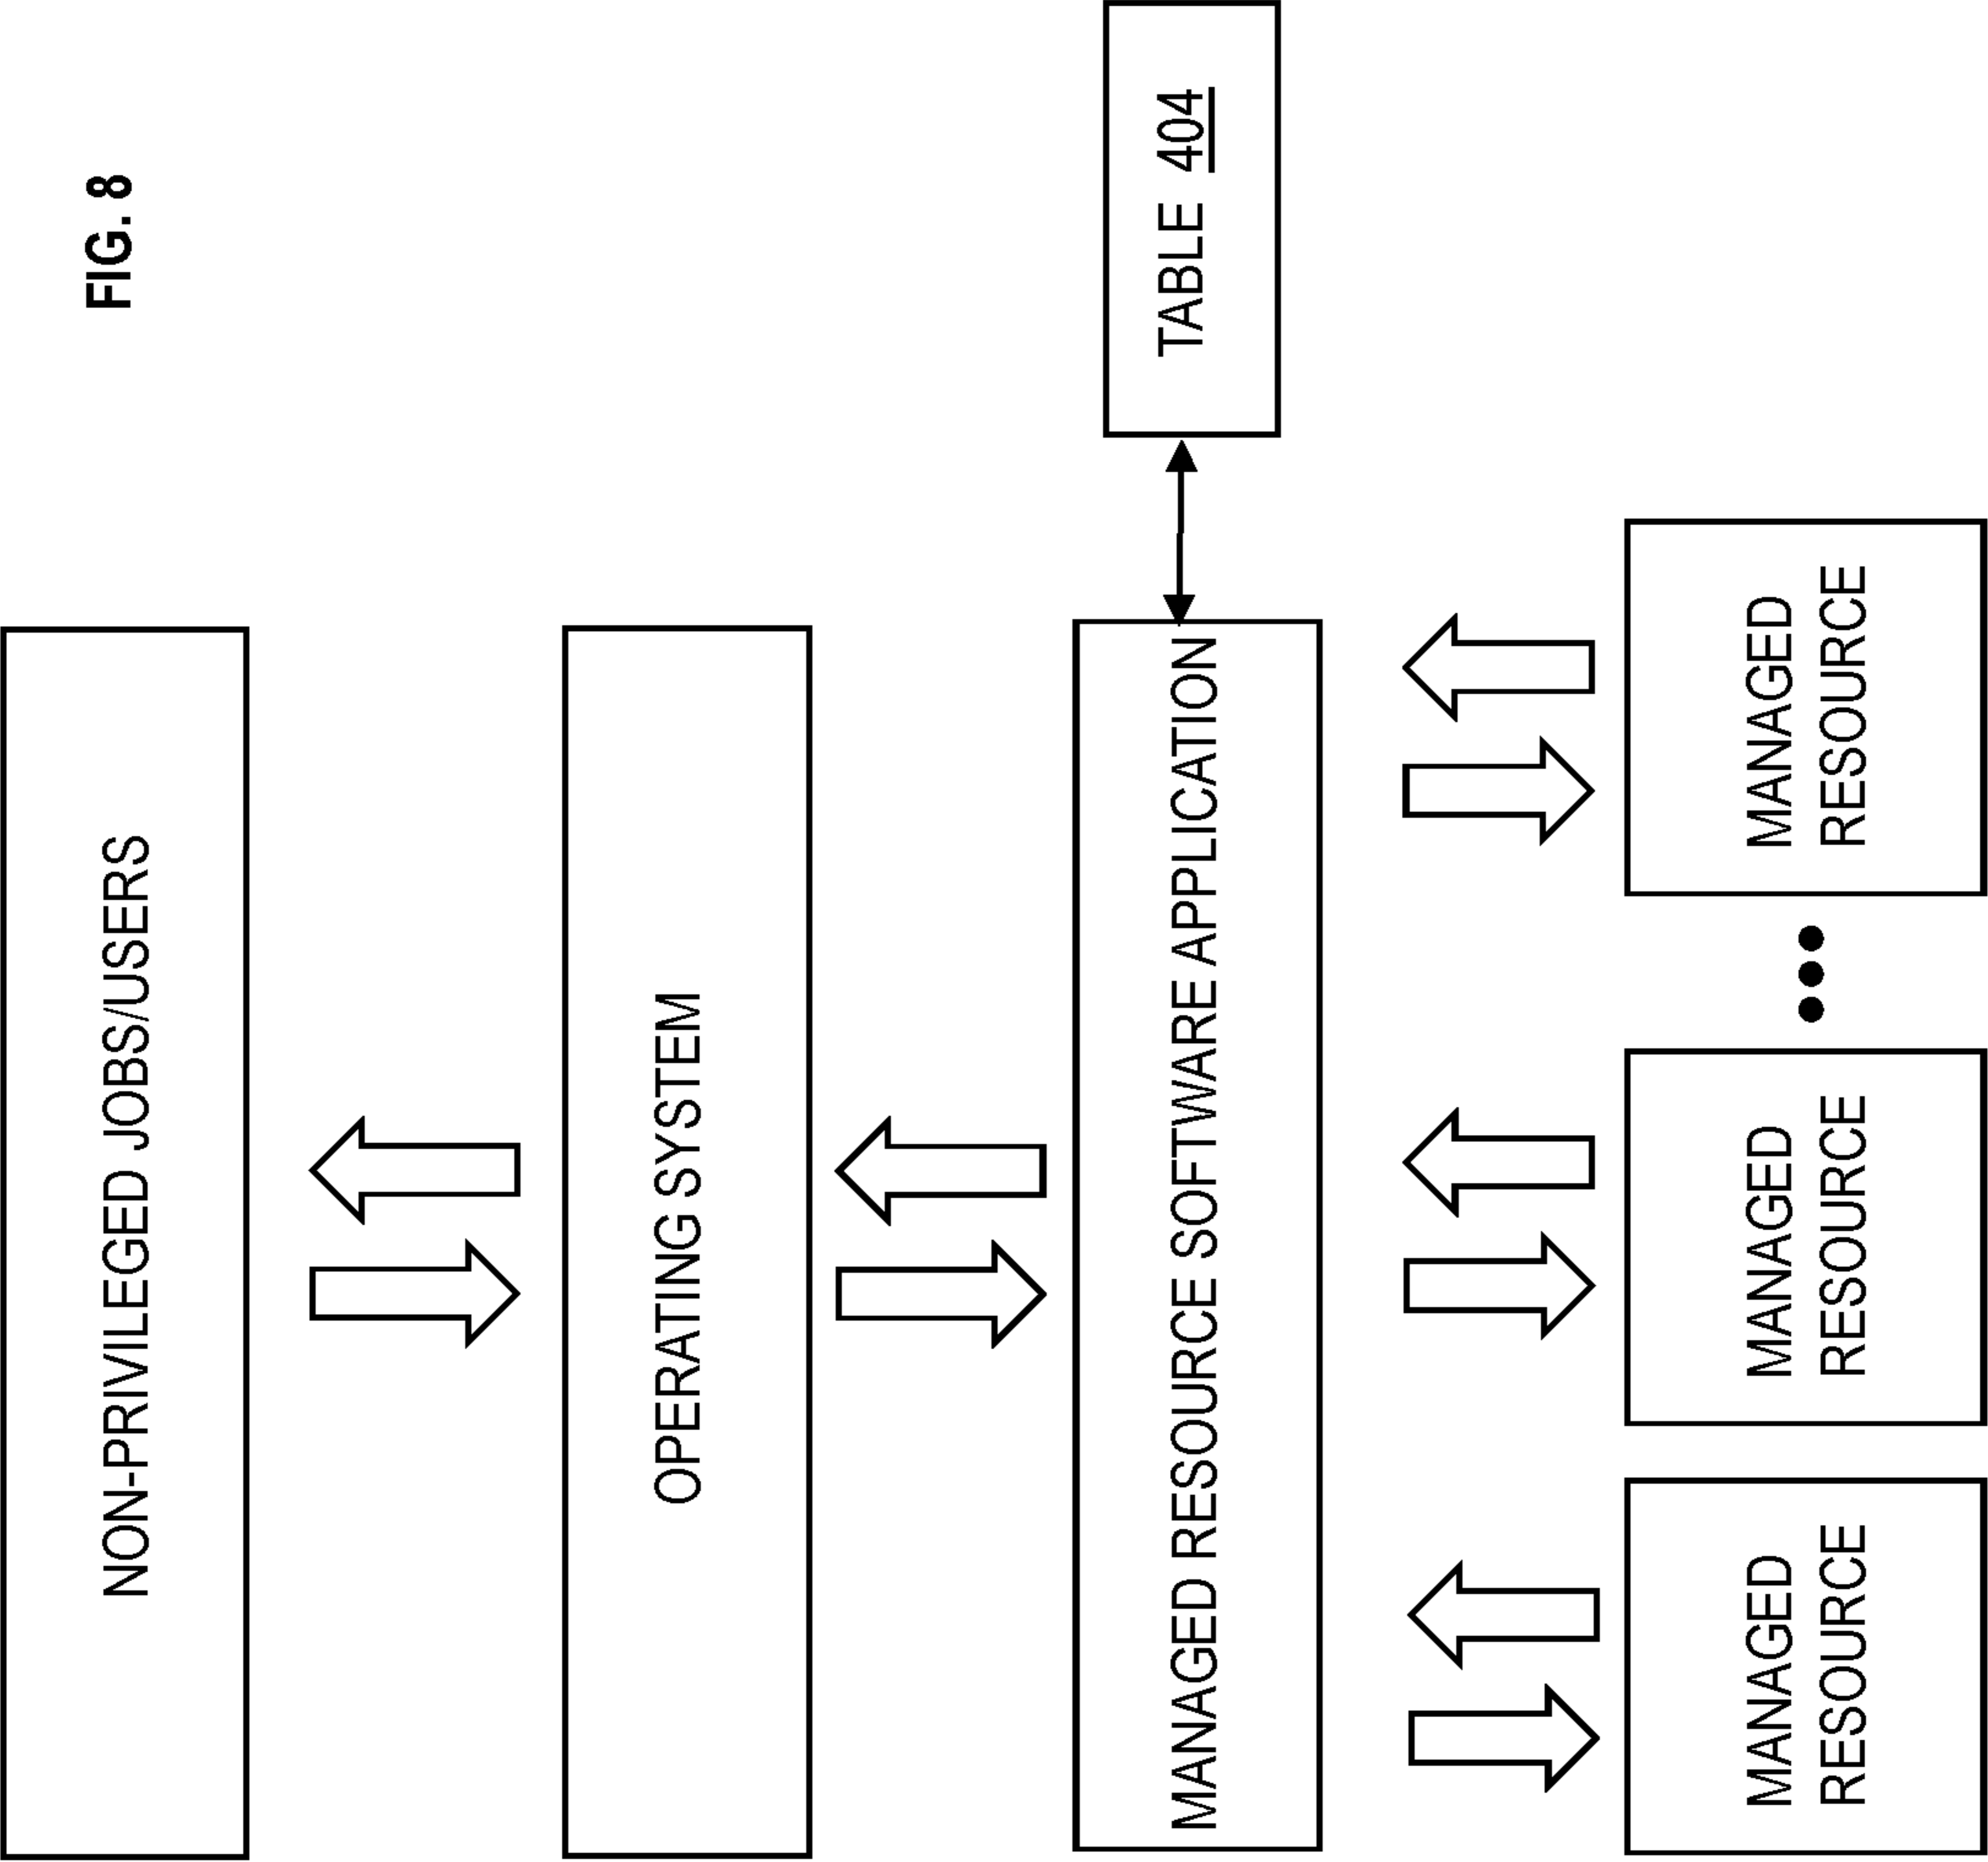 FIG. 8
NON-PRIVILEGED JOBS/USERS
OPERATING SYSTEM
MANAGED RESOURCE SOFTWARE APPLICATION
TABLE 404
MANAGED
RESOURCE
MANAGED
RESOURCE
MANAGED
RESOURCE